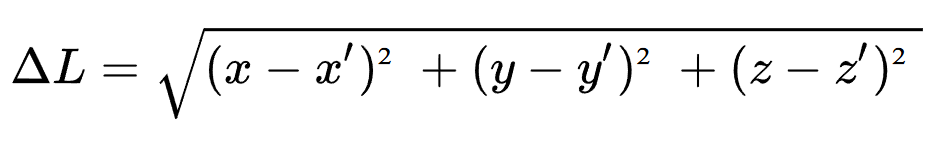 ΔL = √((x − x′)² + (y − y′)² + (z − z′)²)